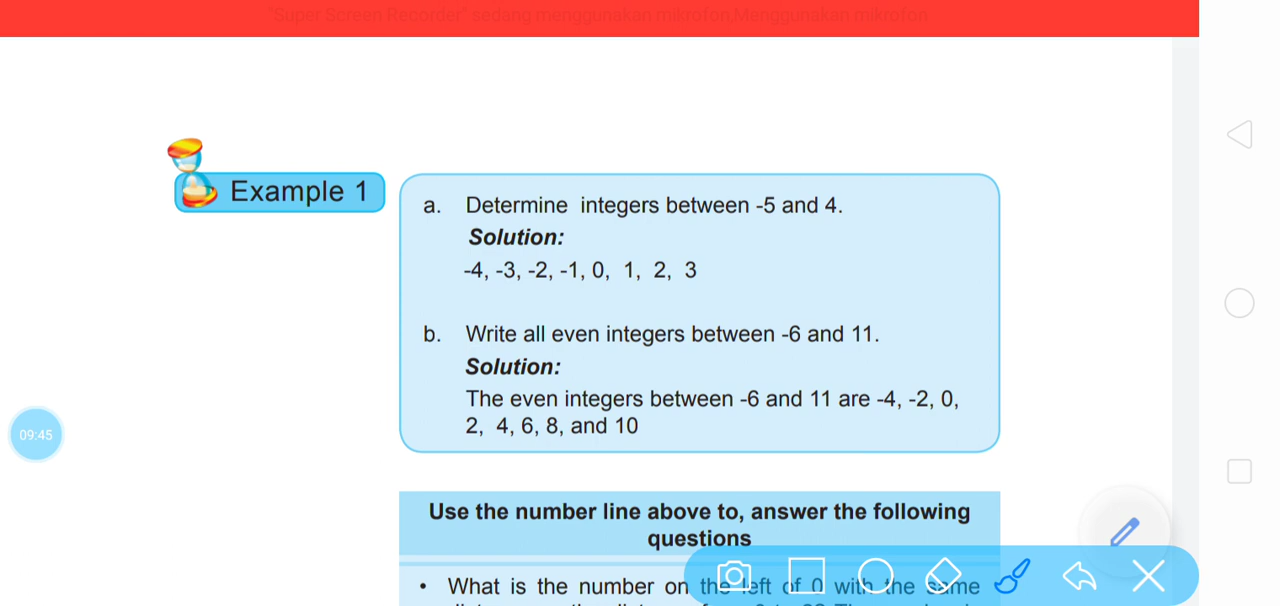 "Super Screen Recorder" sedang menggunakan mikrofon,Menggunakan mikrofon
Example 1
a. Determine integers between -5 and 4.
Solution:
-4, -3, -2, -1, 0, 1, 2, 3
b. Write all even integers between -6 and 11.
Solution:
The even integers between -6 and 11 are -4, -2, 0,
2, 4, 6, 8, and 10
09:45
Use the number line above to, answer the following
questions
• What is the number on the left of 0 with the same